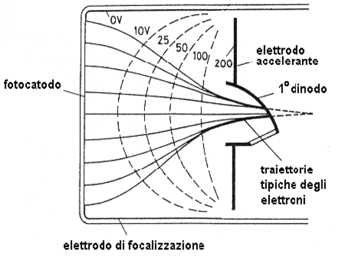 0V
10V
25
50
100
200
elettrodo
accelerante
1° dinodo
fotocatodo
traiettorie
tipiche degli
elettroni
elettrodo di focalizzazione